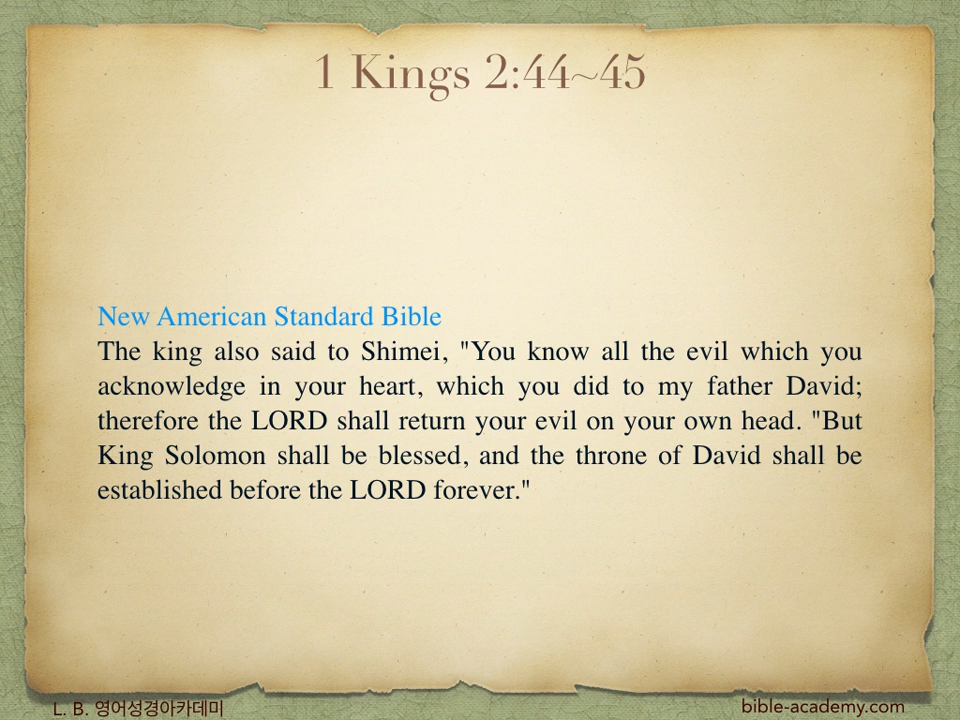 1 Kings 2:44~45
New American Standard Bible
The king also said to Shimei, "You know all the evil which you
acknowledge in your heart, which you did to my father David;
therefore the LORD shall return your evil on your own head. "But
King Solomon shall be blessed, and the throne of David shall be
established before the LORD forever."
L. B. 영어성경아카데미
bible-academy.com